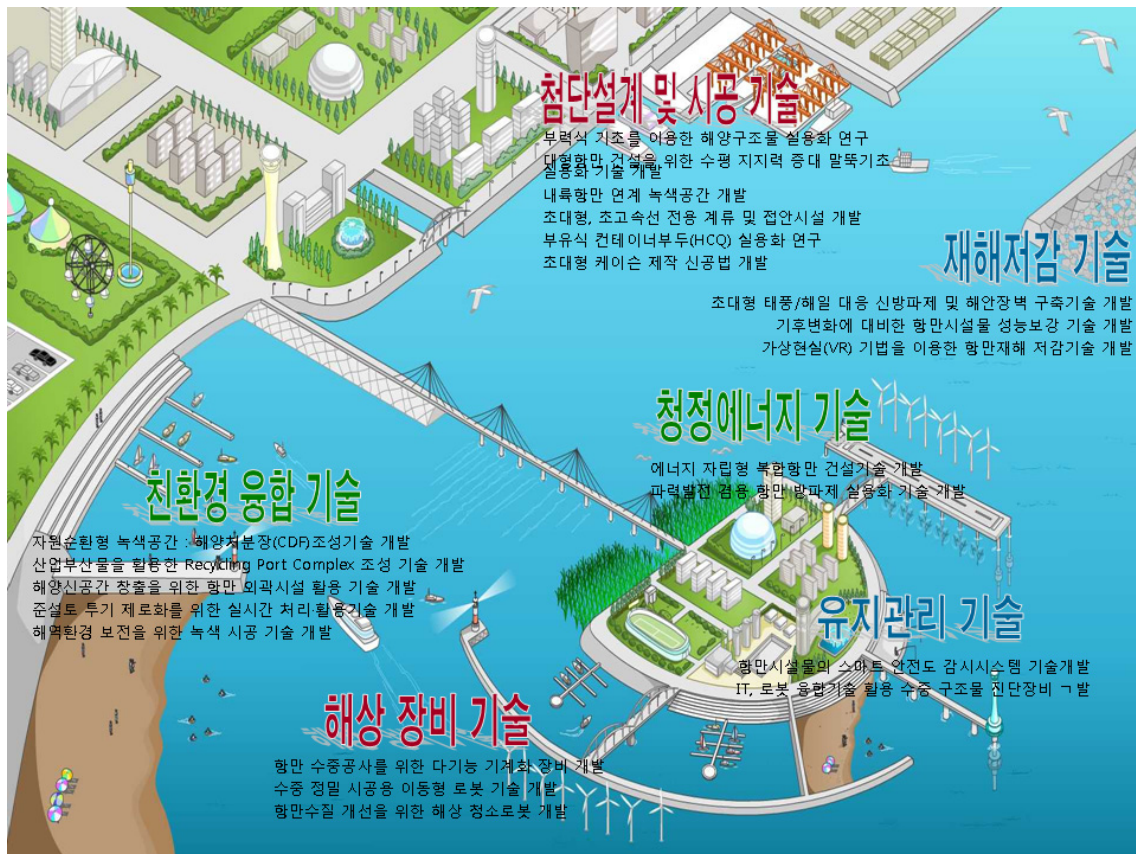 첨단설계 및 시공 기술
부력식 기초를 이용한 해양구조물 실용화 연구
대형항만 건설을 위한 수평 지지력 증대 말뚝기초
실용화 기술 개발
내륙항만 연계 녹색공간 개발
초대형, 초고속선 전용 계류 및 접안시설 개발
부유식 컨테이너부두(HCQ) 실용화 연구
초대형 케이슨 제작 신공법 개발
재해저감 기술
초대형 태풍/해일 대응 신방파제 및 해안장벽 구축기술 개발
기후변화에 대비한 항만시설물 성능보강 기술 개발
가상현실(VR) 기법을 이용한 항만재해 저감기술 개발
청정에너지 기술
에너지 자립형 복합항만 건설기술 개발
파력발전 겸용 항만 방파제 실용화 기술 개발
친환경 융합 기술
자원순환형 녹색공간 : 해양처분장(CDF)조성기술 개발
산업부산물을 활용한 Recycling Port Complex 조성 기술 개발
해양신공간 창출을 위한 항만 외곽시설 활용 기술 개발
준설토 투기 제로화를 위한 실시간 처리·활용기술 개발
해역환경 보전을 위한 녹색 시공 기술 개발
유지관리 기술
항만시설물의 스마트 안전도 감시시스템 기술개발
IT, 로봇 융합기술 활용 수중 구조물 진단장비 ㄱ발
해상 장비 기술
항만 수중공사를 위한 다기능 기계화 장비 개발
수중 정밀 시공용 이동형 로봇 기술 개발
항만수질 개선을 위한 해상 청소로봇 개발